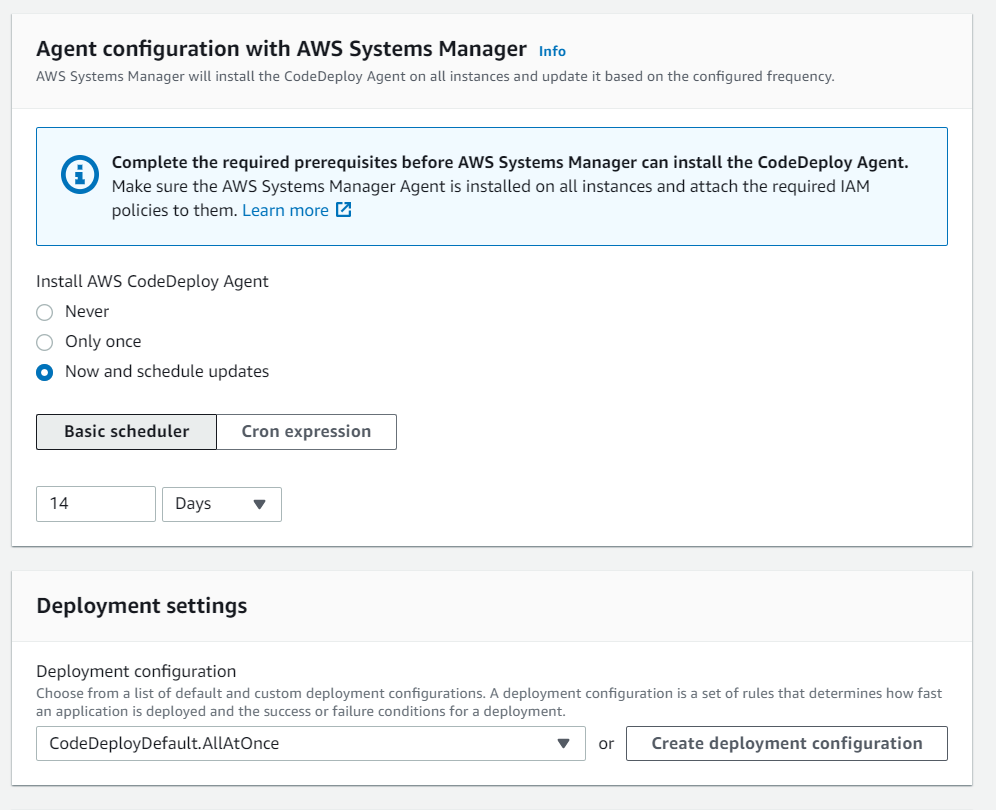 Agent configuration with AWS Systems Manager Info
AWS Systems Manager will install the CodeDeploy Agent on all instances and update it based on the configured frequency.
Complete the required prerequisites before AWS Systems Manager can install the CodeDeploy Agent.
Make sure the AWS Systems Manager Agent is installed on all instances and attach the required IAM
policies to them. Learn more
Install AWS CodeDeploy Agent
Never
Only once
Now and schedule updates
Basic scheduler Cron expression
14 Days
Deployment settings
Deployment configuration
Choose from a list of default and custom deployment configurations. A deployment configuration is a set of rules that determines how fast
an application is deployed and the success or failure conditions for a deployment.
CodeDeployDefault.AllAtOnce or Create deployment configuration